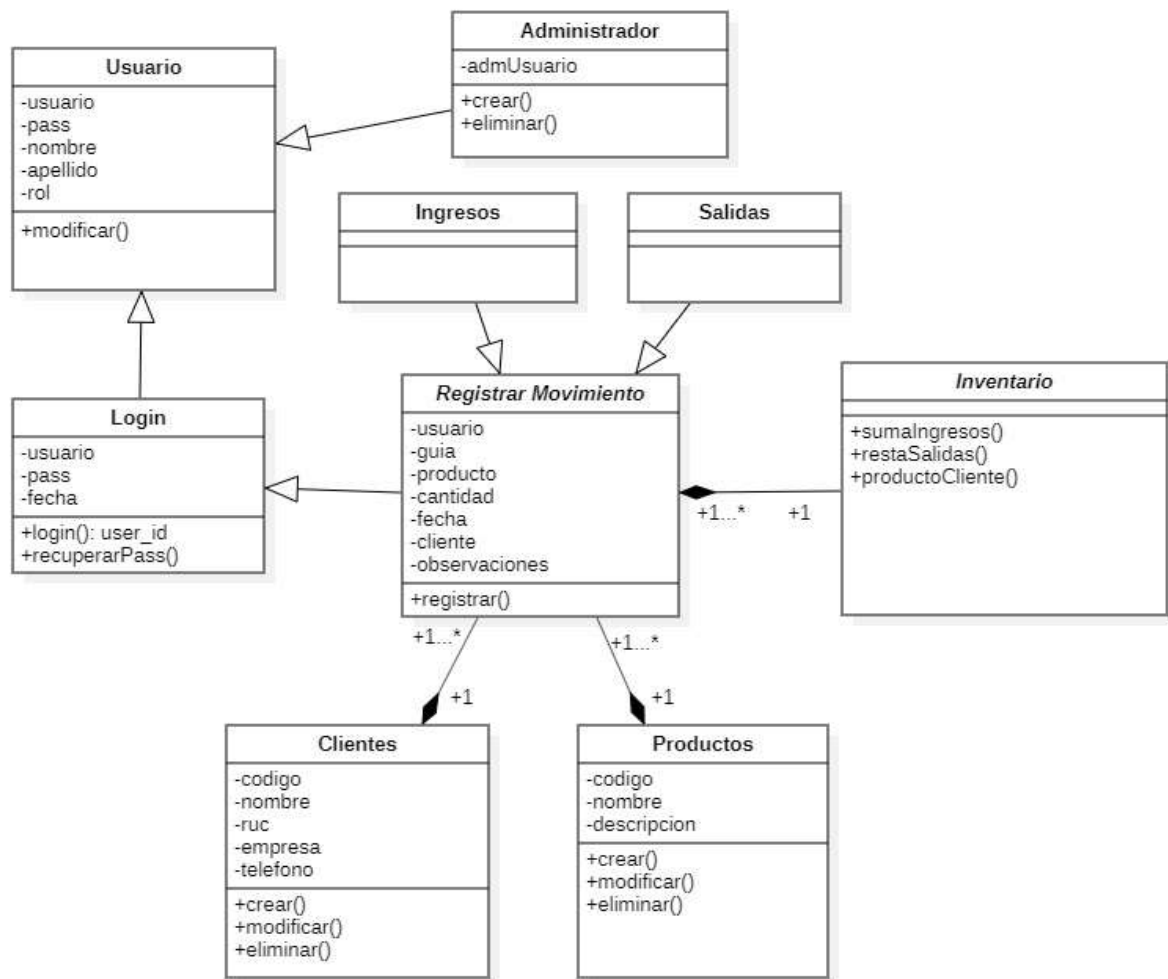 Administrador
-admUsuario
+crear()
+eliminar()
Usuario
-usuario
-pass
-nombre
-apellido
-rol
+modificar()
Ingresos
Salidas
Login
-usuario
-pass
-fecha
+login(): user_id
+recuperarPass()
Registrar Movimiento
-usuario
-guia
-producto
-cantidad
-fecha
-cliente
-observaciones
+registrar()
Inventario
+sumaIngresos()
+restaSalidas()
+productoCliente()
+1...*
+1
+1...*
+1
+1...*
+1
Clientes
-codigo
-nombre
-ruc
-empresa
-telefono
+crear()
+modificar()
+eliminar()
Productos
-codigo
-nombre
-descripcion
+crear()
+modificar()
+eliminar()